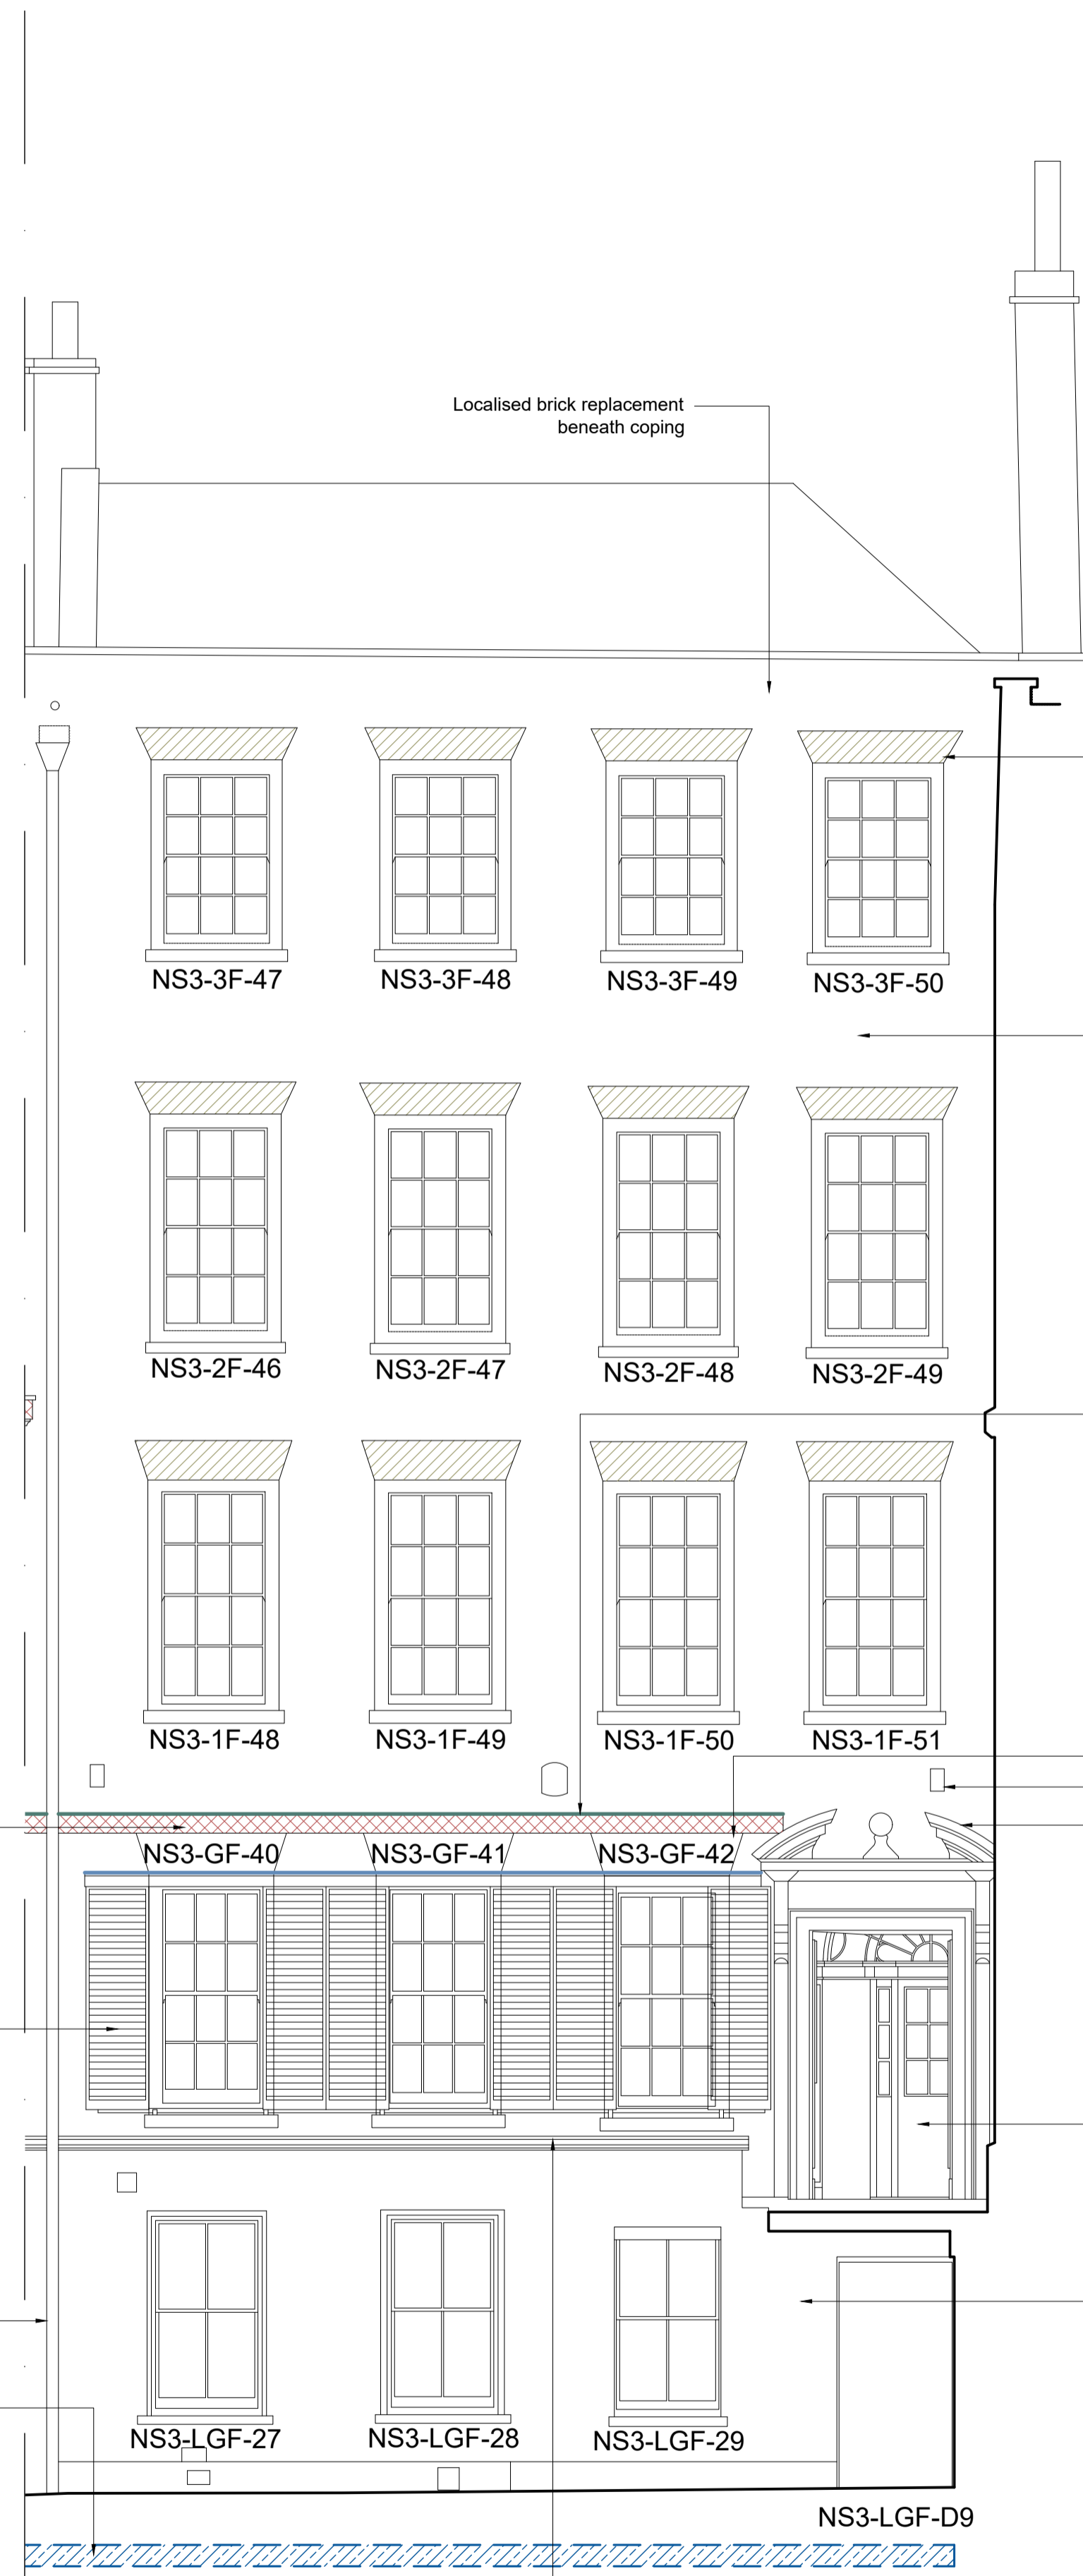 Localised brick replacement
beneath coping
NS3-3F-47
NS3-3F-48
NS3-3F-49
NS3-3F-50
NS3-2F-46
NS3-2F-47
NS3-2F-48
NS3-2F-49
NS3-1F-48
NS3-1F-49
NS3-1F-50
NS3-1F-51
NS3-GF-40
NS3-GF-41
NS3-GF-42
NS3-LGF-27
NS3-LGF-28
NS3-LGF-29
NS3-LGF-D9